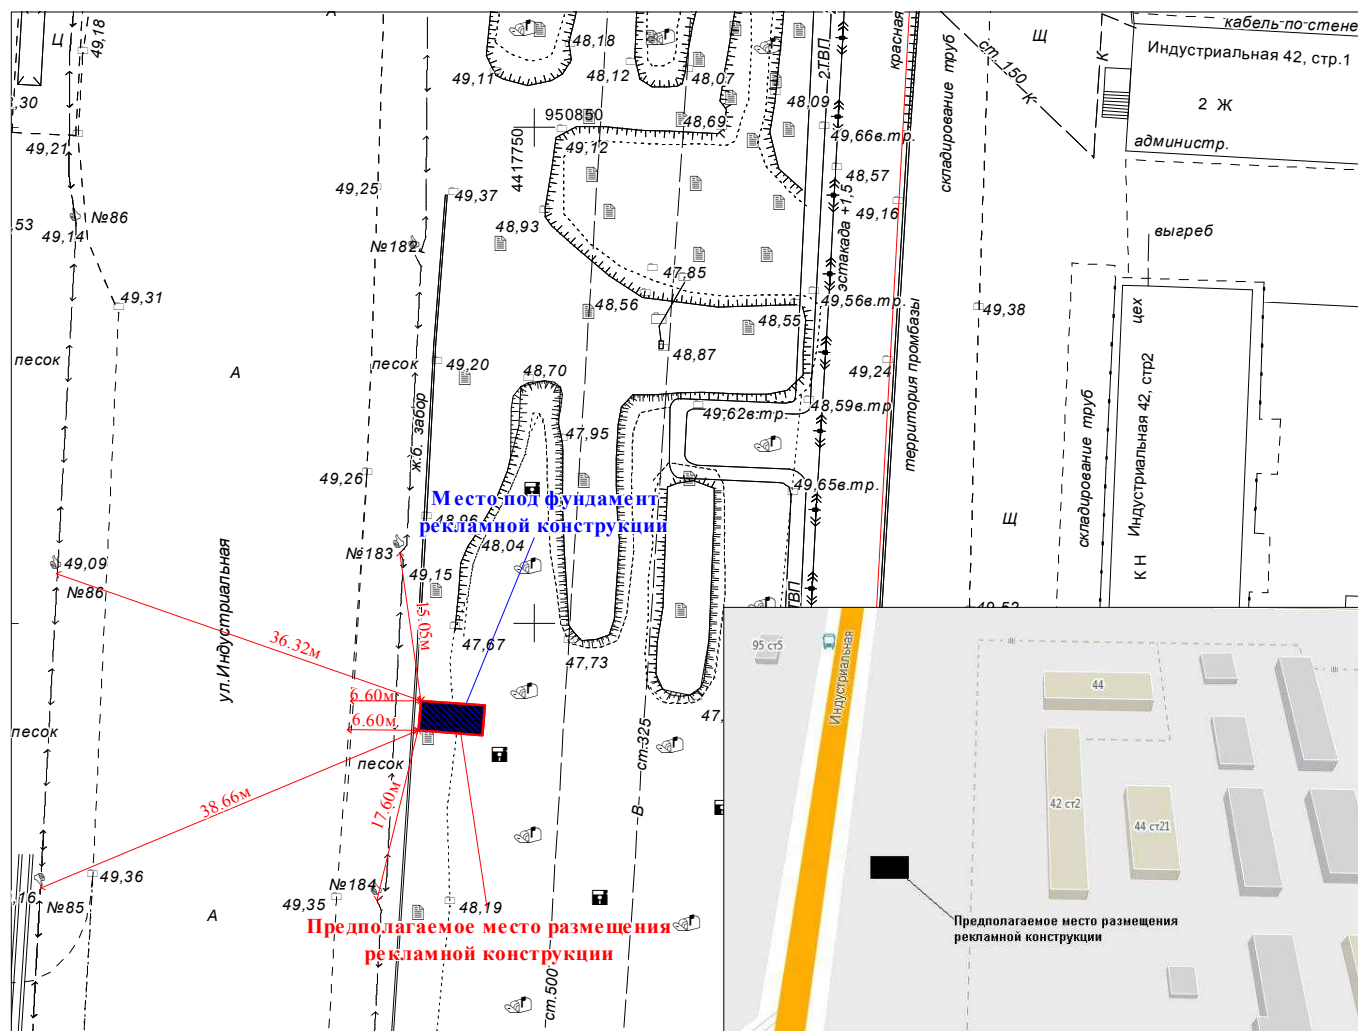 кабель-по-стене
Индустриальная 42, стр.1
2 Ж
администр.
Щ
К
ст. 150 К
складирование труб
красная
2ТВП
49,18
Ц
48,18
49,11
48,12
48,07
48,09
,30
950850
48,69
49,66в.тр.
49,21
49,12
4417750
48,57
49,25
49,37
эстакада +1,5
49,16
,53
№86
49,14
48,93
выгреб
№182
47,85
49,31
48,56
49,56в.тр.
49,38
48,55
цех
территория промбазы
песок
А
песок
49,20
48,87
48,70
49,24
Индустриальная 42, стр2
49,62в.тр.
48,59в.тр
ж.б. забор
47,95
складирование труб
49,26
49,65в.тр.
Место под фундамент
рекламной конструкции
48,96
Щ
№183
48,04
49,09
49,15
№86
К Н
ул.Индустриальная
15.05м
ТВП
49,52
36.32м
47,67
47,73
6.60м
47,
6.60м
песок
песок
ст.325
38.66м
17.60м
В
49,36
,16
№85
№184
49,35
48,19
А
Предполагаемое место размещения
рекламной конструкции
ст.500
95 ст5
Индустриальная
44
42 ст2
44 ст21
Предполагаемое место размещения
рекламной конструкции